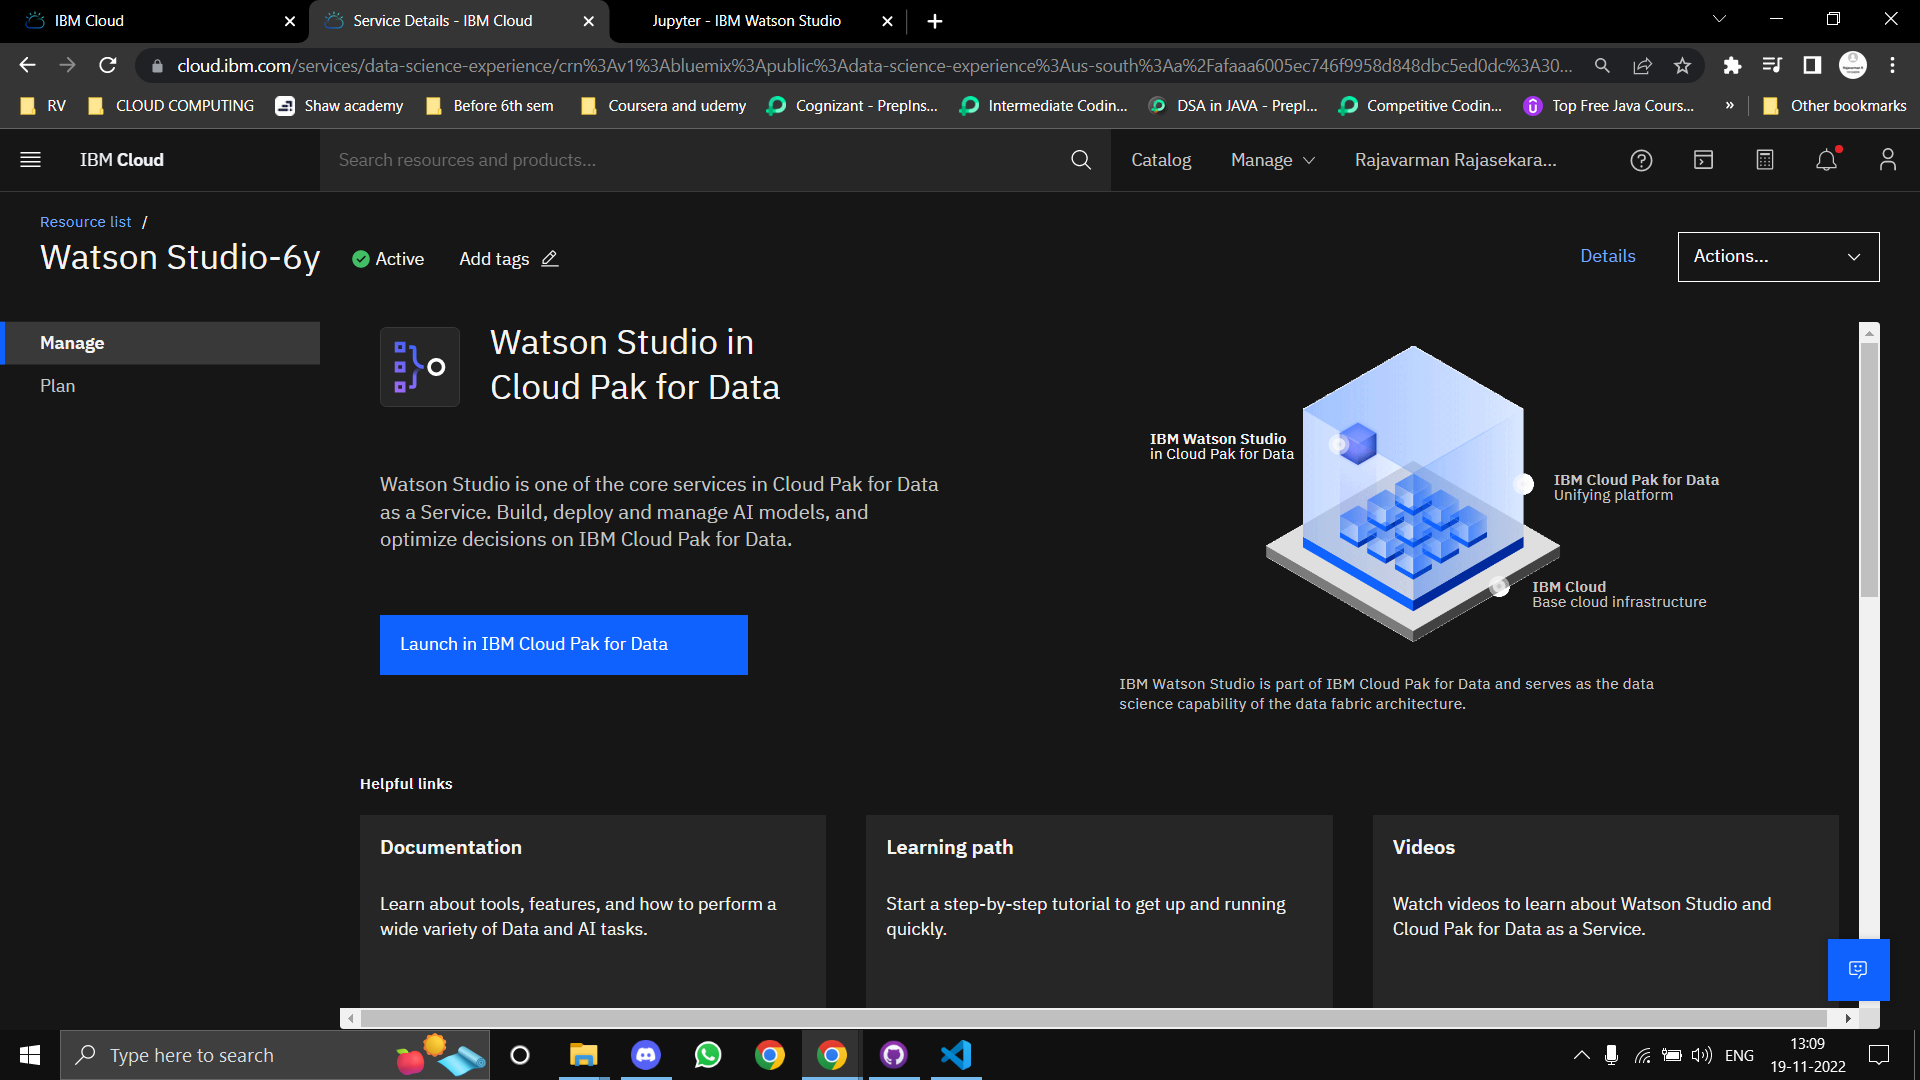 IBM Cloud
Service Details - IBM Cloud
Jupyter - IBM Watson Studio
cloud.ibm.com/services/data-science-experience/crn%3Av1%3Abluemix%3Apublic%3Adata-science-experience%3Aus-south%3Aa%2Fafaaa6005ec746f9958d848dbc5ed0dc%3A30...
RV
CLOUD COMPUTING
Shaw academy
Before 6th sem
Coursera and udemy
Cognizant - PrepIns...
Intermediate Codin...
DSA in JAVA - PrepI...
Competitive Codin...
Top Free Java Cours...
»
Other bookmarks
IBM Cloud
Search resources and products...
Catalog
Manage
Rajavarman Rajasekara...
Resource list /
Watson Studio-6y
Active
Add tags
Details
Actions...
Manage
Plan
Watson Studio in
Cloud Pak for Data
Watson Studio is one of the core services in Cloud Pak for Data
as a Service. Build, deploy and manage AI models, and
optimize decisions on IBM Cloud Pak for Data.
Launch in IBM Cloud Pak for Data
IBM Watson Studio
in Cloud Pak for Data
IBM Cloud Pak for Data
Unifying platform
IBM Cloud
Base cloud infrastructure
IBM Watson Studio is part of IBM Cloud Pak for Data and serves as the data
science capability of the data fabric architecture.
Helpful links
Documentation
Learn about tools, features, and how to perform a
wide variety of Data and AI tasks.
Learning path
Start a step-by-step tutorial to get up and running
quickly.
Videos
Watch videos to learn about Watson Studio and
Cloud Pak for Data as a Service.
Type here to search
ENG
13:09
19-11-2022